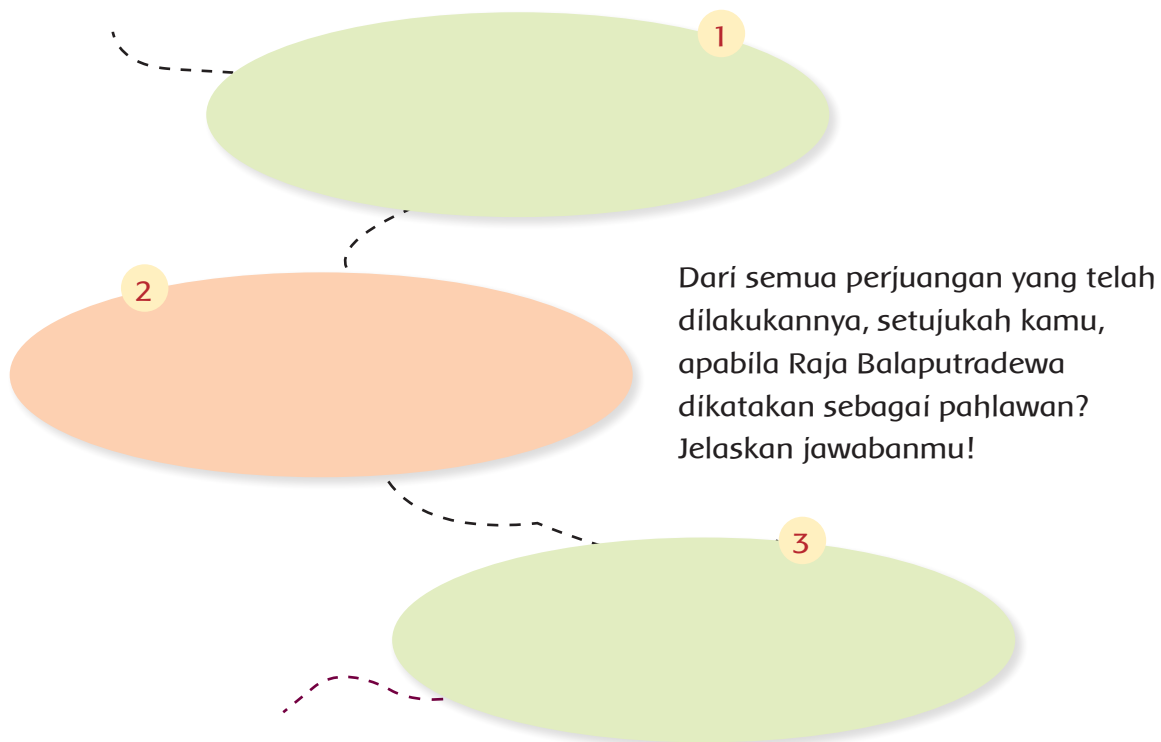 1
2
Dari semua perjuangan yang telah
dilakukannya, setujukah kamu,
apabila Raja Balaputradewa
dikatakan sebagai pahlawan?
Jelaskan jawabanmu!
3